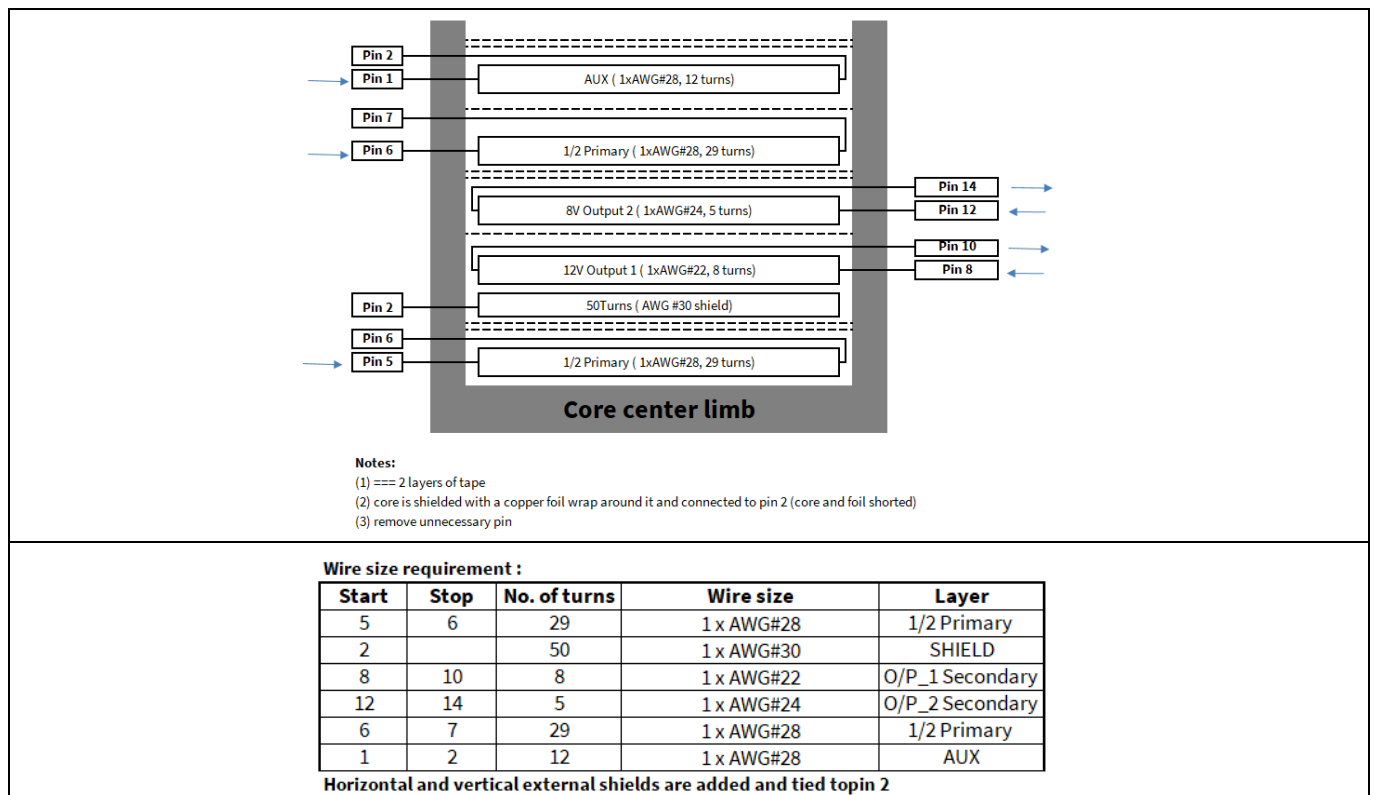 Pin 2
Pin 1
AUX ( 1xAWG#28, 12 turns)
Pin 7
Pin 6
1/2 Primary ( 1xAWG#28, 29 turns)
Pin 14
8V Output 2 ( 1xAWG#24, 5 turns)
Pin 12
Pin 10
12V Output 1 ( 1xAWG#22, 8 turns)
Pin 8
Pin 2
50Turns ( AWG #30 shield)
Pin 6
Pin 5
1/2 Primary ( 1xAWG#28, 29 turns)
Core center limb
Notes:
(1) === 2 layers of tape
(2) core is shielded with a copper foil wrap around it and connected to pin 2 (core and foil shorted)
(3) remove unnecessary pin
Wire size requirement :
Start Stop No. of turns Wire size Layer
5 6 29 1 x AWG#28 1/2 Primary
2 50 1 x AWG#30 SHIELD
8 10 8 1 x AWG#22 O/P_1 Secondary
12 14 5 1 x AWG#24 O/P_2 Secondary
6 7 29 1 x AWG#28 1/2 Primary
1 2 12 1 x AWG#28 AUX
Horizontal and vertical external shields are added and tied topin 2